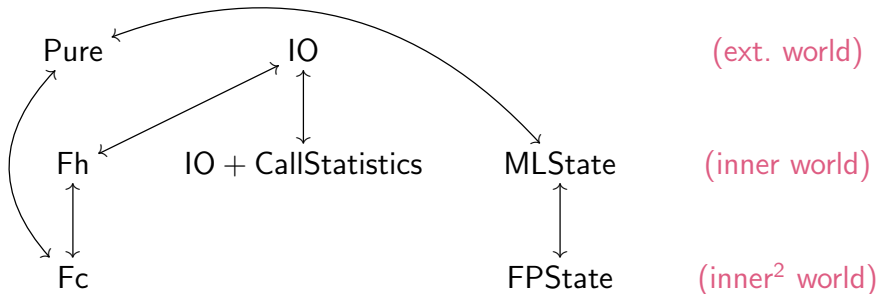 Pure IO (ext. world)
Fh IO + CallStatistics MLState (inner world)
Fc FPState (inner² world)